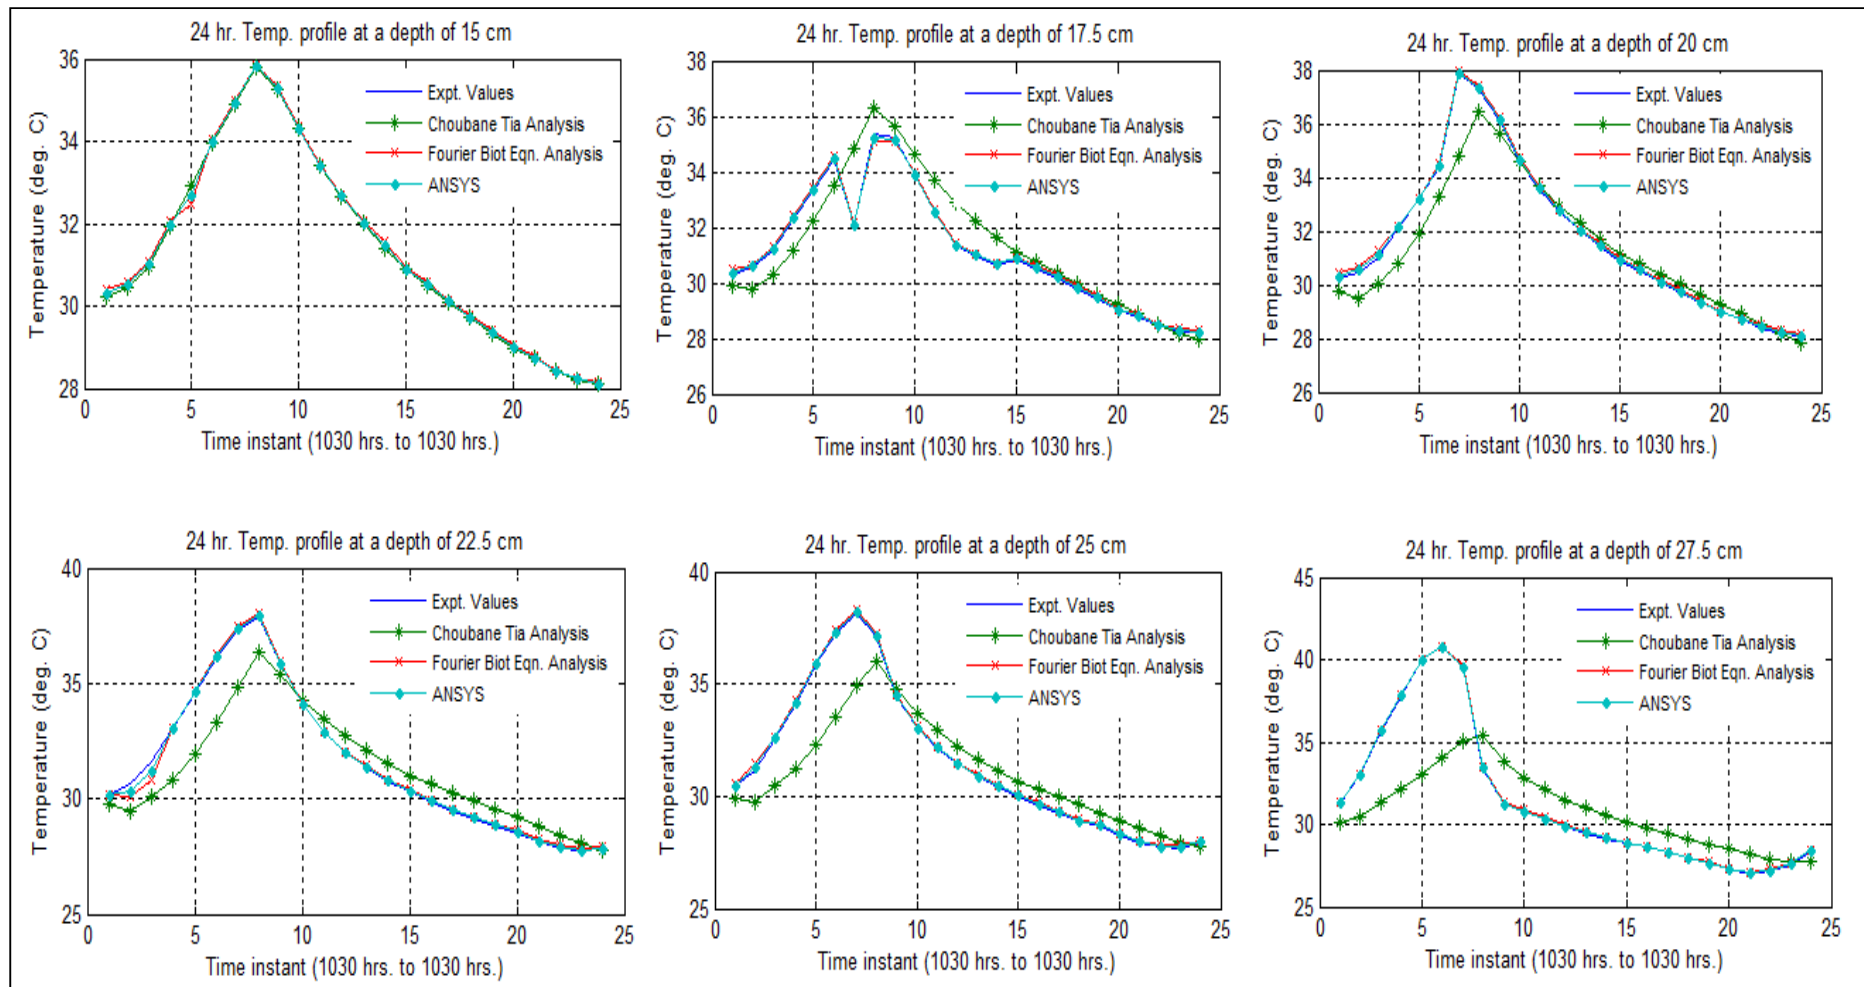 24 hr. Temp. profile at a depth of 15 cm
36
34
32
30
28
0
5
10
15
20
25
Temperature (deg. C)
Time instant (1030 hrs. to 1030 hrs.)
Expt. Values
Choubane Tia Analysis
Fourier Biot Eqn. Analysis
ANSYS
24 hr. Temp. profile at a depth of 17.5 cm
38
36
34
32
30
28
26
0
5
10
15
20
25
Temperature (deg. C)
Time instant (1030 hrs. to 1030 hrs.)
Expt. Values
Choubane Tia Analysis
Fourier Biot Eqn. Analysis
ANSYS
24 hr. Temp. profile at a depth of 20 cm
38
36
34
32
30
28
26
0
5
10
15
20
25
Temperature (deg. C)
Time instant (1030 hrs. to 1030 hrs.)
Expt. Values
Choubane Tia Analysis
Fourier Biot Eqn. Analysis
ANSYS
24 hr. Temp. profile at a depth of 22.5 cm
40
35
30
25
0
5
10
15
20
25
Temperature (deg. C)
Time instant (1030 hrs. to 1030 hrs.)
Expt. Values
Choubane Tia Analysis
Fourier Biot Eqn. Analysis
ANSYS
24 hr. Temp. profile at a depth of 25 cm
40
35
30
25
0
5
10
15
20
25
Temperature (deg. C)
Time instant (1030 hrs. to 1030 hrs.)
Expt. Values
Choubane Tia Analysis
Fourier Biot Eqn. Analysis
ANSYS
24 hr. Temp. profile at a depth of 27.5 cm
45
40
35
30
25
0
5
10
15
20
25
Temperature (deg. C)
Time instant (1030 hrs. to 1030 hrs.)
Expt. Values
Choubane Tia Analysis
Fourier Biot Eqn. Analysis
ANSYS